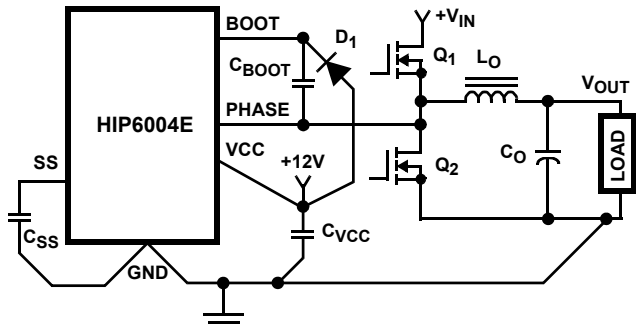 BOOT
D1
+VIN
CBOOT
Q1
LO
VOUT
HIP6004E
PHASE
VCC
+12V
SS
Q2
CO
LOAD
CSS
CVCC
GND